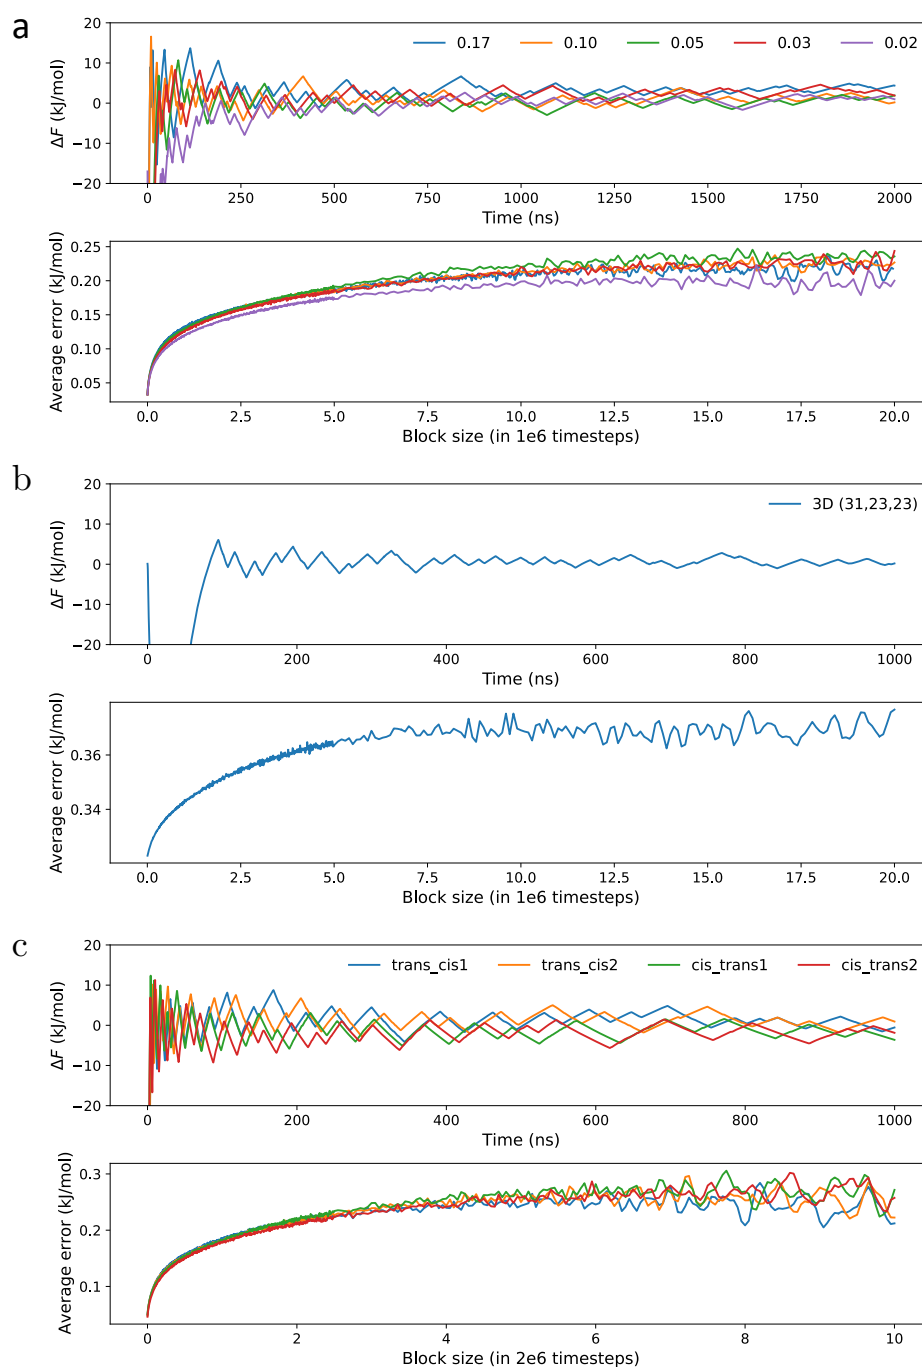 a
0.17 0.10 0.05 0.03 0.02
ΔF (kJ/mol)
20
10
0
−10
−20
0 250 500 750 1000 1250 1500 1750 2000
Time (ns)
Average error (kJ/mol)
0.25
0.20
0.15
0.10
0.05
0.0 2.5 5.0 7.5 10.0 12.5 15.0 17.5 20.0
Block size (in 1e6 timesteps)
b
3D (31,23,23)
ΔF (kJ/mol)
20
10
0
−10
−20
0 200 400 600 800 1000
Time (ns)
Average error (kJ/mol)
0.36
0.34
0.0 2.5 5.0 7.5 10.0 12.5 15.0 17.5 20.0
Block size (in 1e6 timesteps)
c
trans_cis1 trans_cis2 cis_trans1 cis_trans2
ΔF (kJ/mol)
20
10
0
−10
−20
0 200 400 600 800 1000
Time (ns)
Average error (kJ/mol)
0.3
0.2
0.1
0 2 4 6 8 10
Block size (in 2e6 timesteps)